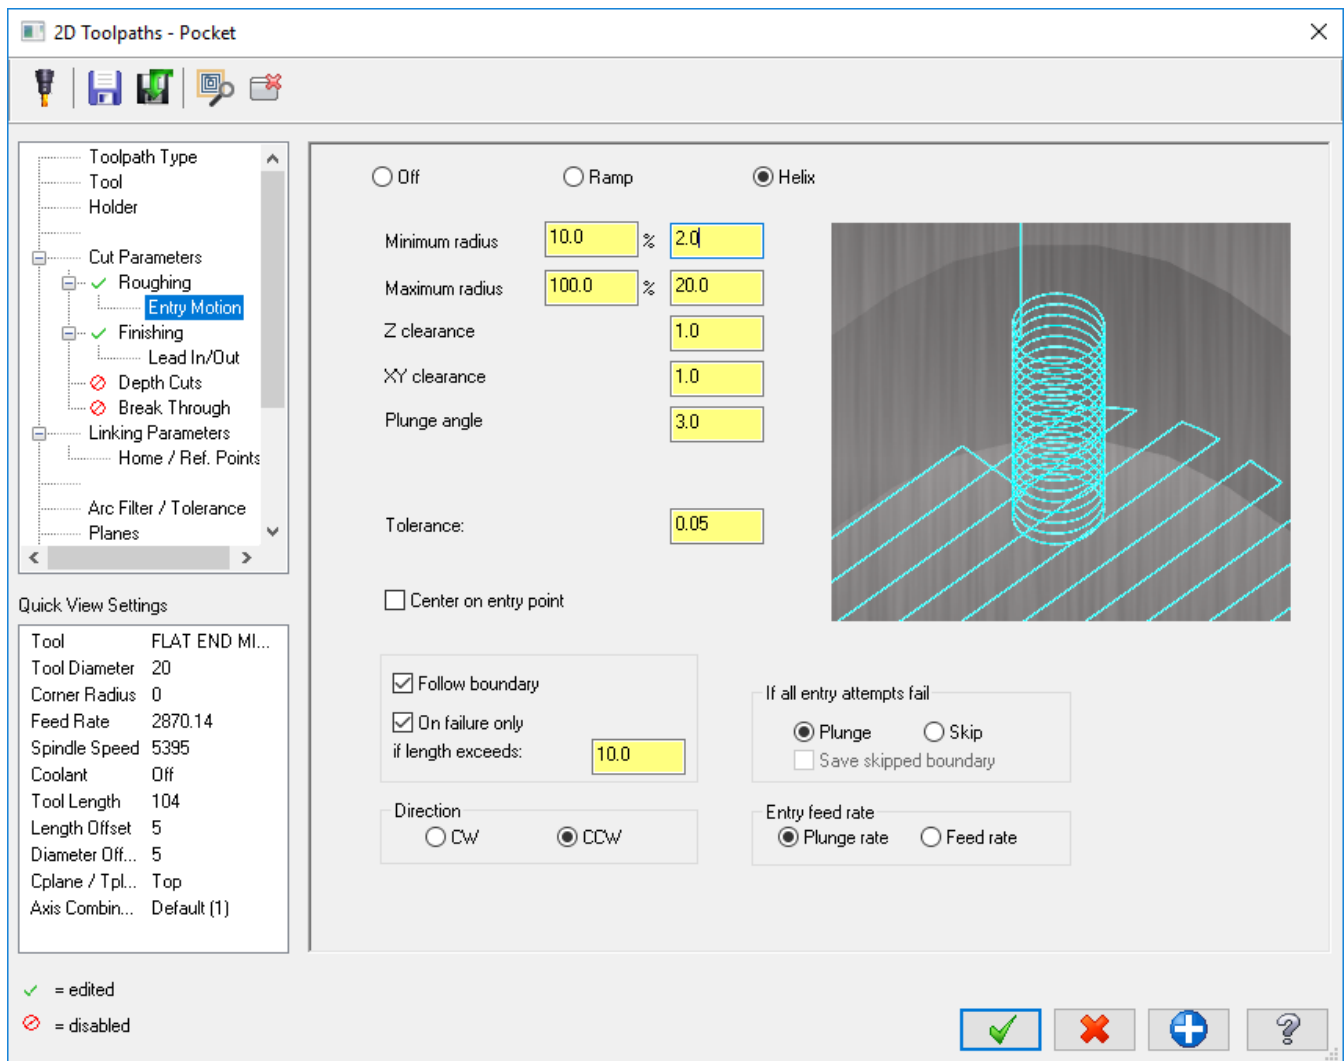 2D Toolpaths - Pocket
Toolpath Type
Tool
Holder
Cut Parameters
Roughing
Entry Motion
Finishing
Lead In/Out
Depth Cuts
Break Through
Linking Parameters
Home / Ref. Points
Arc Filter / Tolerance
Planes
Quick View Settings
Tool FLAT END MI...
Tool Diameter 20
Corner Radius 0
Feed Rate 2870.14
Spindle Speed 5395
Coolant Off
Tool Length 104
Length Offset 5
Diameter Off... 5
Cplane / Tpl... Top
Axis Combin... Default (1)
= edited
= disabled
Off Ramp Helix
Minimum radius 10.0 % 2.0
Maximum radius 100.0 % 20.0
Z clearance 1.0
XY clearance 1.0
Plunge angle 3.0
Tolerance: 0.05
Center on entry point
Follow boundary
On failure only
if length exceeds: 10.0
Direction
CW CCW
If all entry attempts fail
Plunge Skip
Save skipped boundary
Entry feed rate
Plunge rate Feed rate